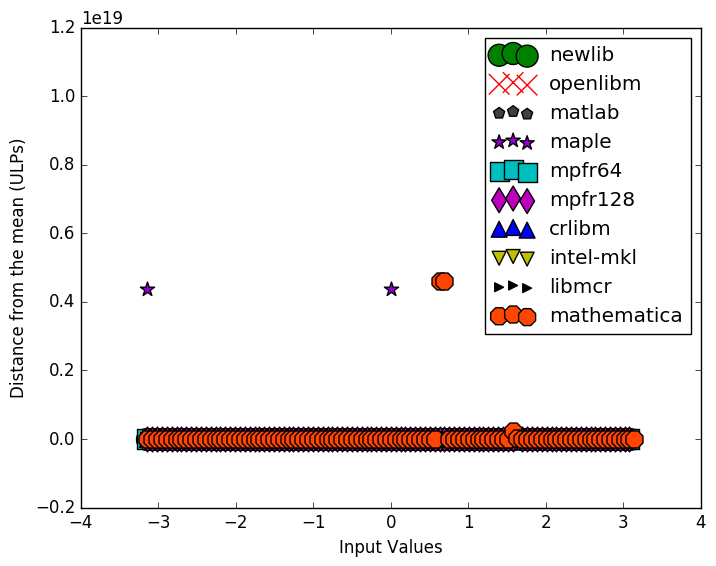 1e19
1.2
1.0
0.8
0.6
0.4
0.2
0.0
−0.2
−4 −3 −2 −1 0 1 2 3 4
Input Values
Distance from the mean (ULPs)
newlib
openlibm
matlab
maple
mpfr64
mpfr128
crlibm
intel-mkl
libmcr
mathematica